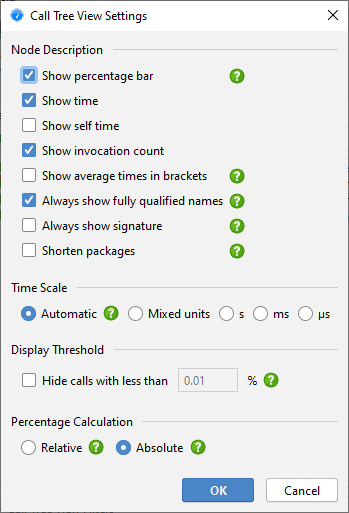 Call Tree View Settings
Node Description
Show percentage bar
Show time
Show self time
Show invocation count
Show average times in brackets
Always show fully qualified names
Always show signature
Shorten packages
Time Scale
Automatic Mixed units s ms µs
Display Threshold
Hide calls with less than 0.01 %
Percentage Calculation
Relative Absolute
OK Cancel